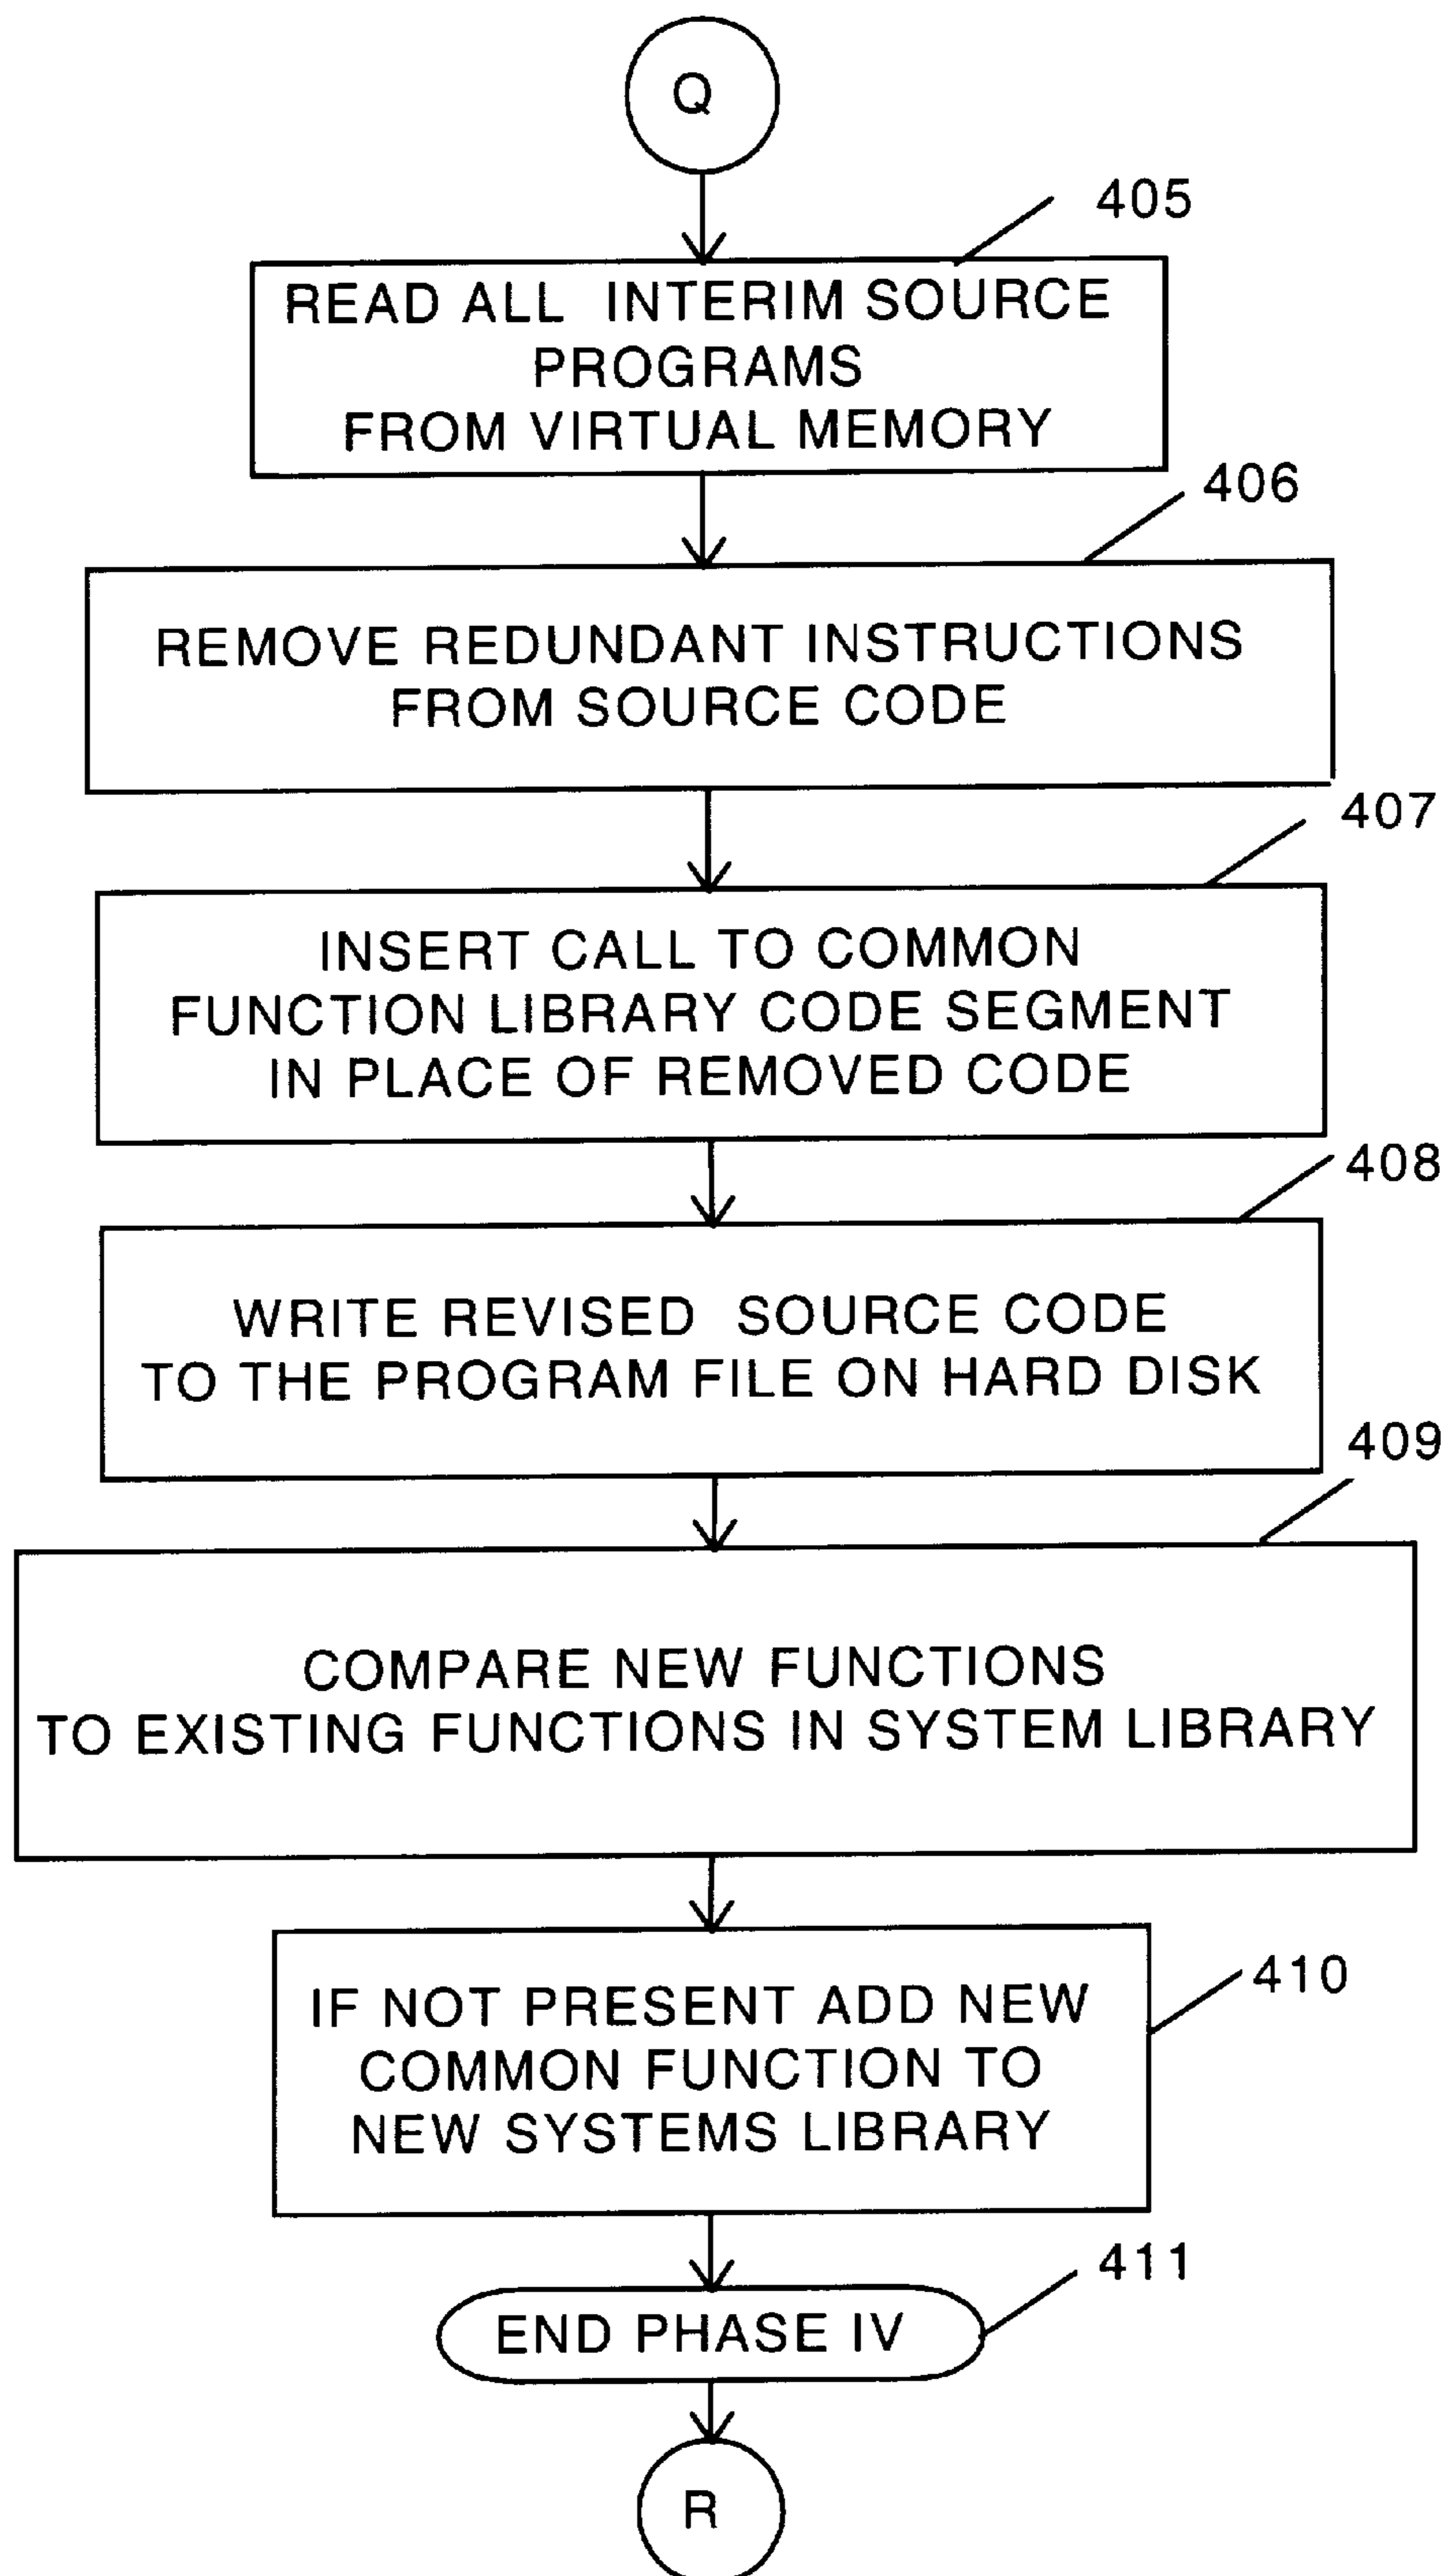 Q
405
READ ALL INTERIM SOURCE
PROGRAMS
FROM VIRTUAL MEMORY
406
REMOVE REDUNDANT INSTRUCTIONS
FROM SOURCE CODE
407
INSERT CALL TO COMMON
FUNCTION LIBRARY CODE SEGMENT
IN PLACE OF REMOVED CODE
408
WRITE REVISED SOURCE CODE
TO THE PROGRAM FILE ON HARD DISK
409
COMPARE NEW FUNCTIONS
TO EXISTING FUNCTIONS IN SYSTEM LIBRARY
410
IF NOT PRESENT ADD NEW
COMMON FUNCTION TO
NEW SYSTEMS LIBRARY
411
END PHASE IV
R